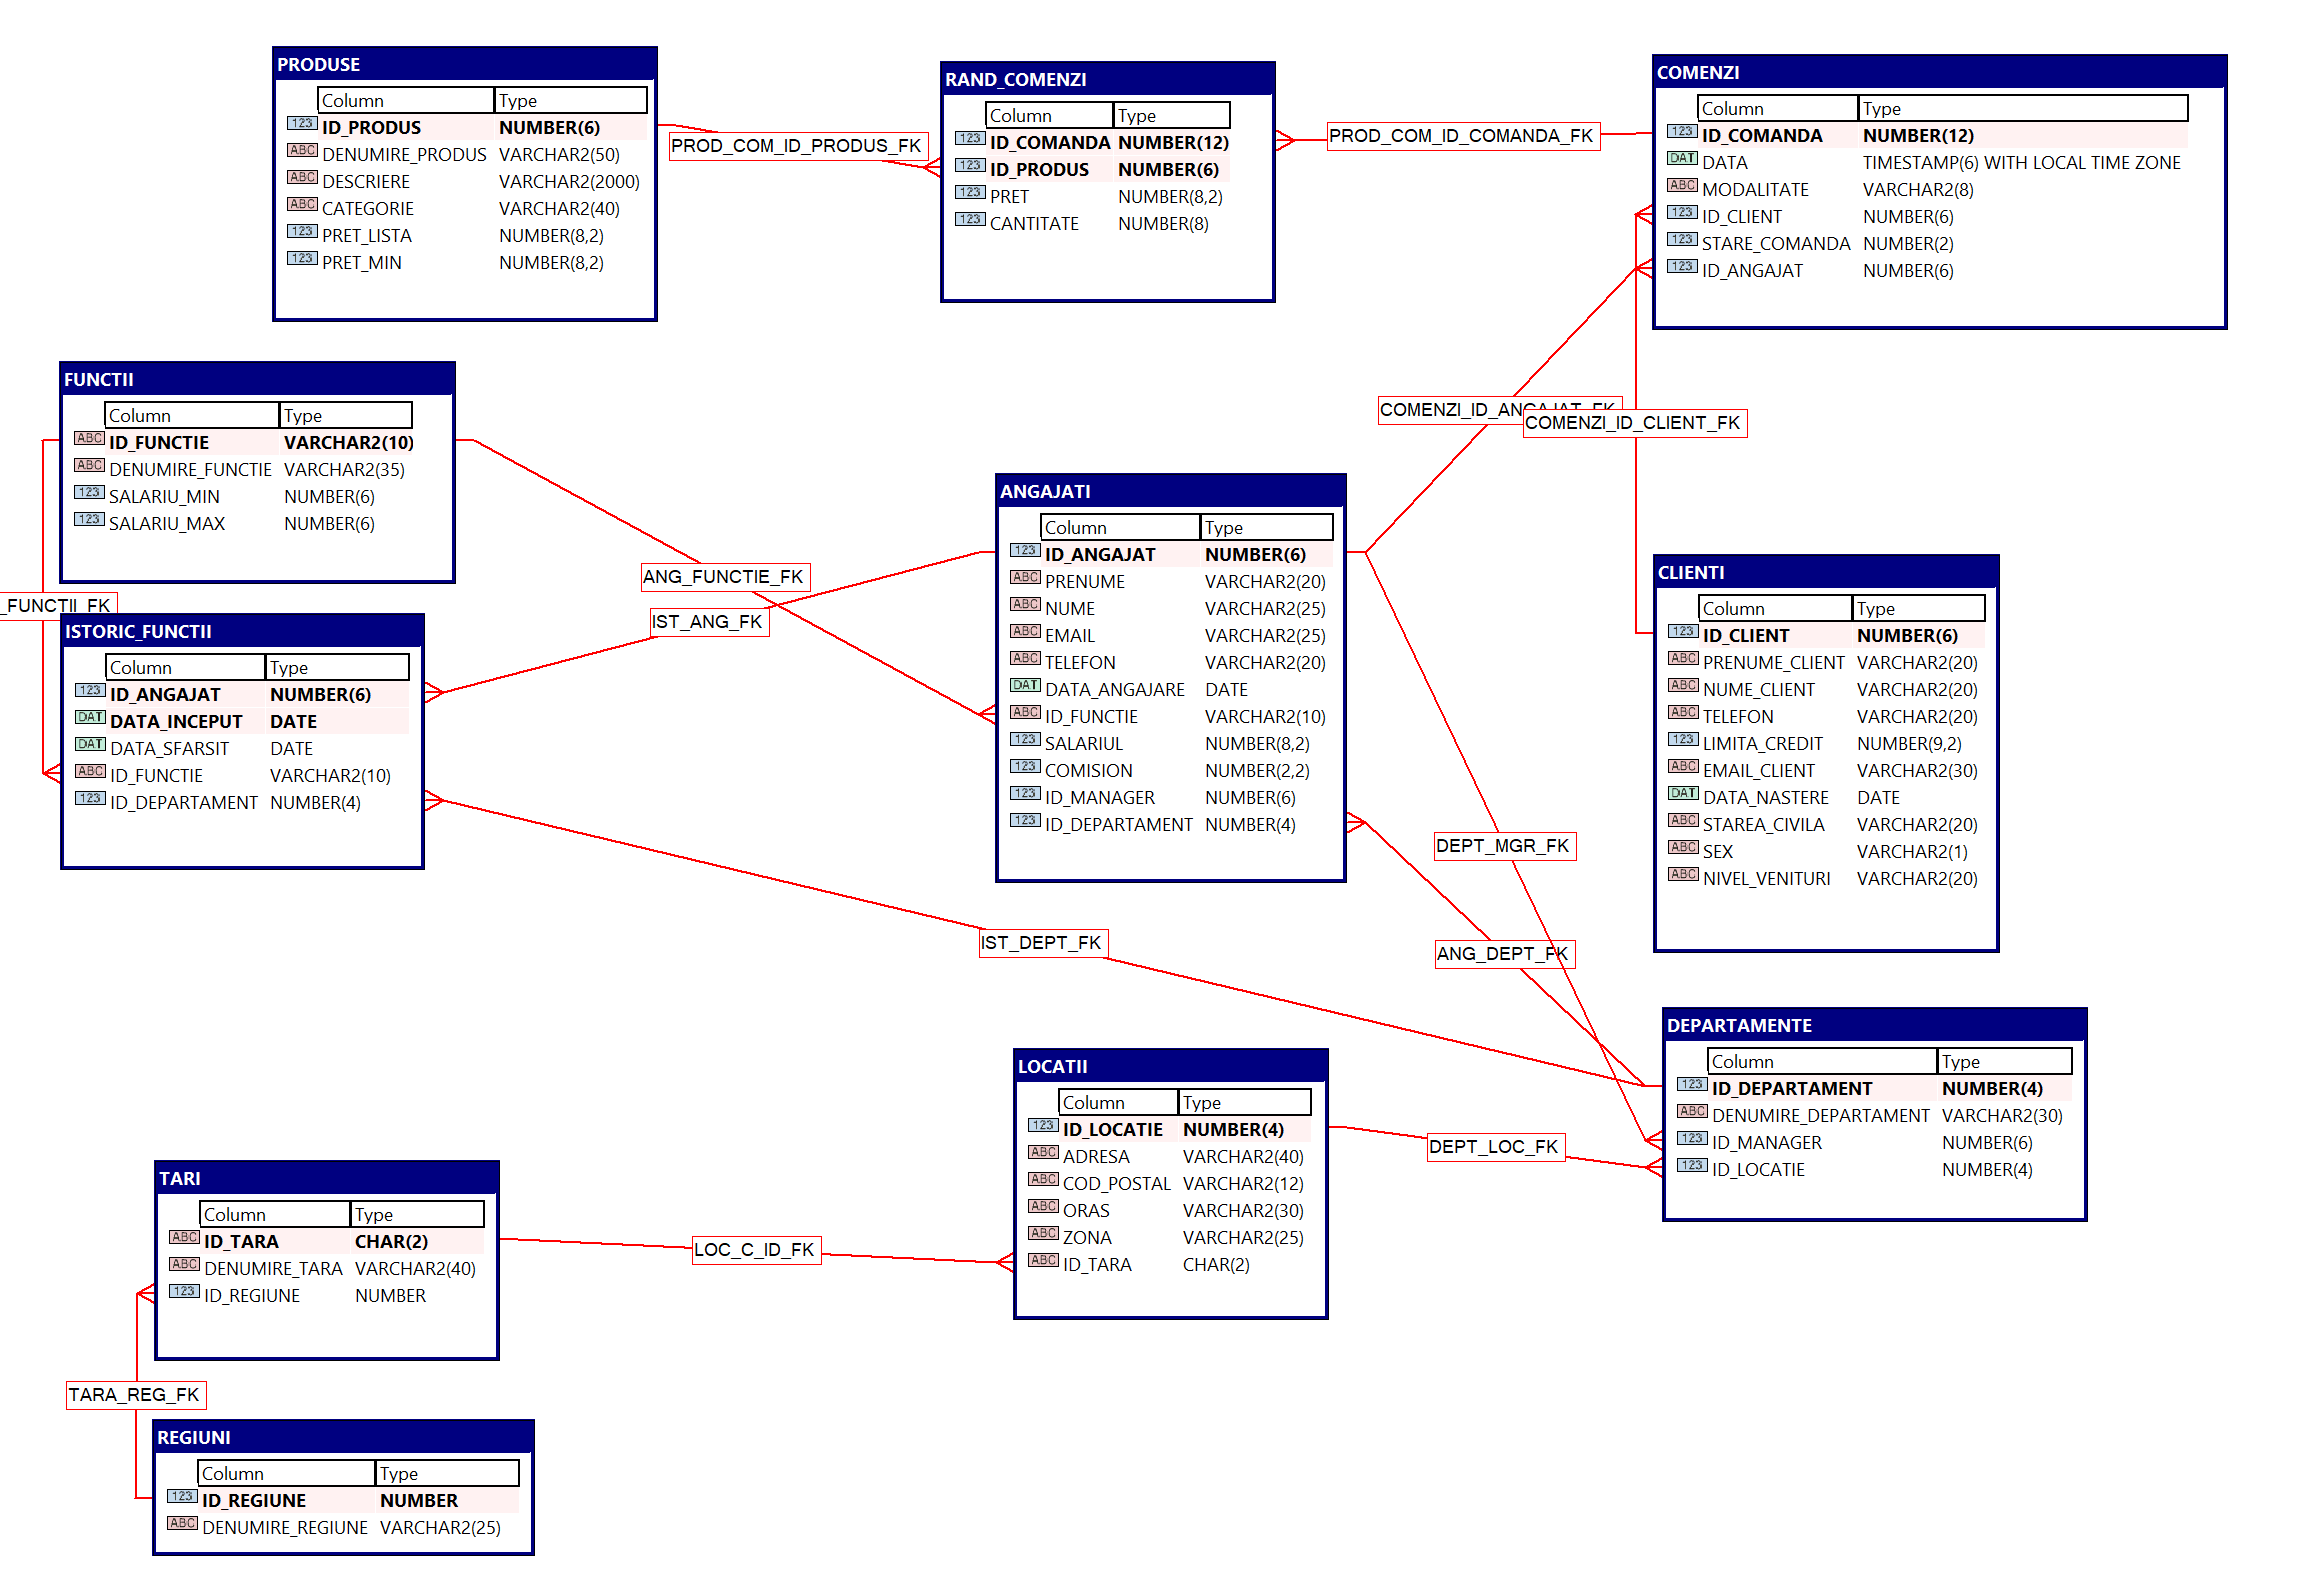 PRODUSE
Column Type
123 ID_PRODUS NUMBER(6)
ABC DENUMIRE_PRODUS VARCHAR2(50)
ABC DESCRIERE VARCHAR2(2000)
ABC CATEGORIE VARCHAR2(40)
123 PRET_LISTA NUMBER(8,2)
123 PRET_MIN NUMBER(8,2)
PROD_COM_ID_PRODUS_FK
RAND_COMENZI
Column Type
123 ID_COMANDA NUMBER(12)
123 ID_PRODUS NUMBER(6)
123 PRET NUMBER(8,2)
123 CANTITATE NUMBER(8)
PROD_COM_ID_COMANDA_FK
COMENZI
Column Type
123 ID_COMANDA NUMBER(12)
DAT DATA TIMESTAMP(6) WITH LOCAL TIME ZONE
ABC MODALITATE VARCHAR2(8)
123 ID_CLIENT NUMBER(6)
123 STARE_COMANDA NUMBER(2)
123 ID_ANGAJAT NUMBER(6)
FUNCTII
Column Type
ABC ID_FUNCTIE VARCHAR2(10)
ABC DENUMIRE_FUNCTIE VARCHAR2(35)
123 SALARIU_MIN NUMBER(6)
123 SALARIU_MAX NUMBER(6)
_FUNCTII_FK
ANG_FUNCTIE_FK
IST_ANG_FK
COMENZI_ID_ANGAJAT_FK
COMENZI_ID_CLIENT_FK
ISTORIC_FUNCTII
Column Type
123 ID_ANGAJAT NUMBER(6)
DAT DATA_INCEPUT DATE
DAT DATA_SFARSIT DATE
ABC ID_FUNCTIE VARCHAR2(10)
123 ID_DEPARTAMENT NUMBER(4)
ANGAJATI
Column Type
123 ID_ANGAJAT NUMBER(6)
ABC PRENUME VARCHAR2(20)
ABC NUME VARCHAR2(25)
ABC EMAIL VARCHAR2(25)
ABC TELEFON VARCHAR2(20)
DAT DATA_ANGAJARE DATE
ABC ID_FUNCTIE VARCHAR2(10)
123 SALARIUL NUMBER(8,2)
123 COMISION NUMBER(2,2)
123 ID_MANAGER NUMBER(6)
123 ID_DEPARTAMENT NUMBER(4)
CLIENTI
Column Type
123 ID_CLIENT NUMBER(6)
ABC PRENUME_CLIENT VARCHAR2(20)
ABC NUME_CLIENT VARCHAR2(20)
ABC TELEFON VARCHAR2(20)
123 LIMITA_CREDIT NUMBER(9,2)
ABC EMAIL_CLIENT VARCHAR2(30)
DAT DATA_NASTERE DATE
ABC STAREA_CIVILA VARCHAR2(20)
ABC SEX VARCHAR2(1)
ABC NIVEL_VENITURI VARCHAR2(20)
DEPT_MGR_FK
IST_DEPT_FK
ANG_DEPT_FK
DEPARTAMENTE
Column Type
123 ID_DEPARTAMENT NUMBER(4)
ABC DENUMIRE_DEPARTAMENT VARCHAR2(30)
123 ID_MANAGER NUMBER(6)
123 ID_LOCATIE NUMBER(4)
LOCATII
Column Type
123 ID_LOCATIE NUMBER(4)
ABC ADRESA VARCHAR2(40)
ABC COD_POSTAL VARCHAR2(12)
ABC ORAS VARCHAR2(30)
ABC ZONA VARCHAR2(25)
ABC ID_TARA CHAR(2)
DEPT_LOC_FK
TARI
Column Type
ABC ID_TARA CHAR(2)
ABC DENUMIRE_TARA VARCHAR2(40)
123 ID_REGIUNE NUMBER
LOC_C_ID_FK
TARA_REG_FK
REGIUNI
Column Type
123 ID_REGIUNE NUMBER
ABC DENUMIRE_REGIUNE VARCHAR2(25)